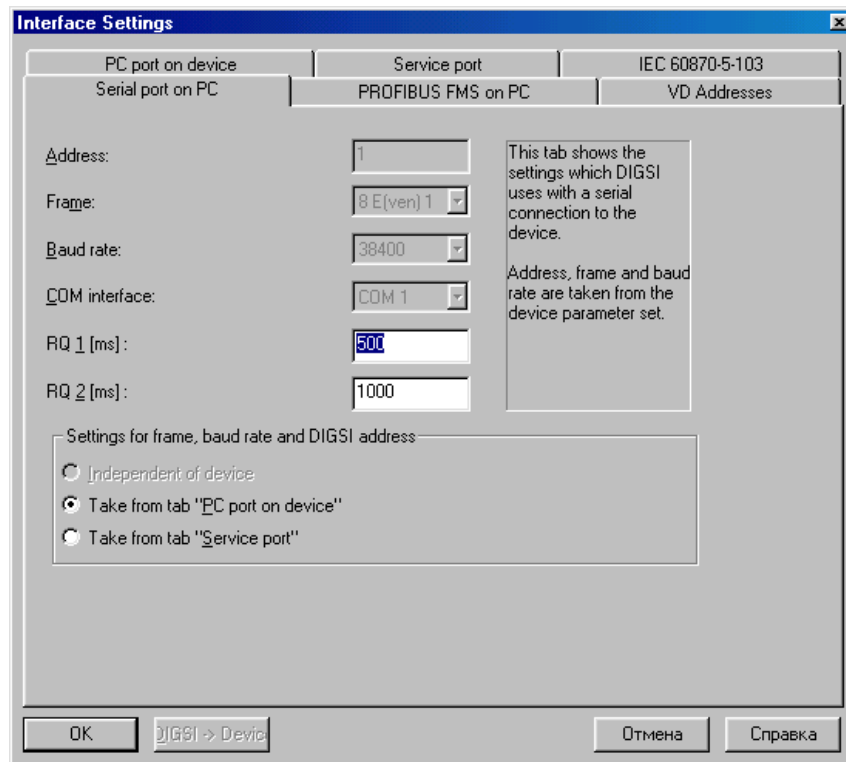 Interface Settings
PC port on device
Service port
IEC 60870-5-103
Serial port on PC
PROFIBUS FMS on PC
VD Addresses
Address:
1
Frame:
8 E(ven) 1
Baud rate:
38400
COM interface:
COM 1
RQ 1 [ms] :
500
RQ 2 [ms] :
1000
This tab shows the
settings which DIGSI
uses with a serial
connection to the
device.
Address, frame and baud
rate are taken from the
device parameter set.
Settings for frame, baud rate and DIGSI address
Independent of device
Take from tab "PC port on device"
Take from tab "Service port"
OK
DIGSI -> Devic
Отмена
Справка